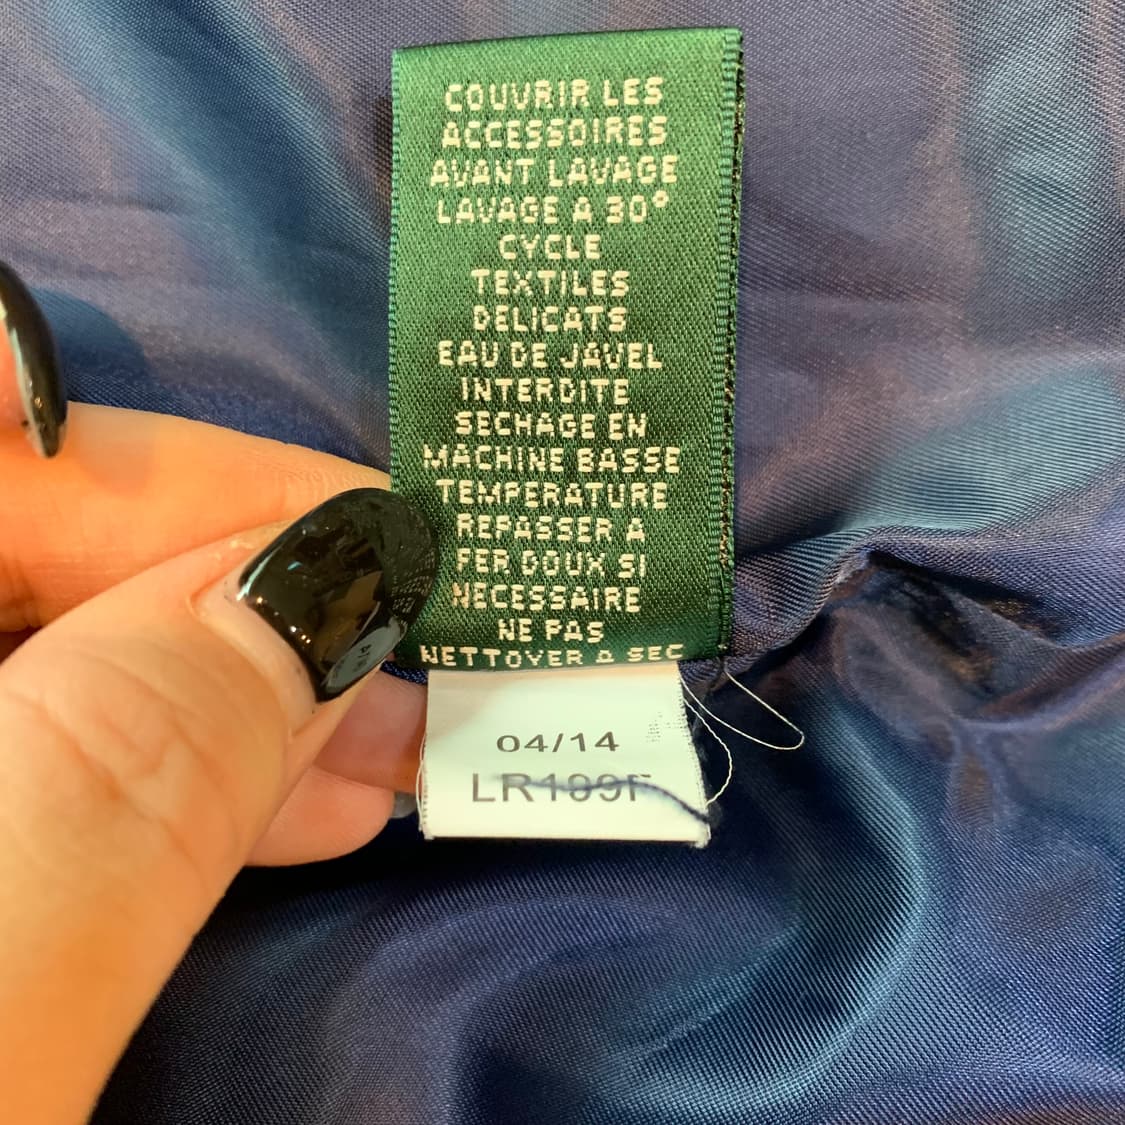 COUVRIR LES
ACCESSOIRES
AVANT LAVAGE
LAVAGE A 30°
CYCLE
TEXTILES
DELICATS
EAU DE JAVEL
INTERDITE
SECHAGE EN
MACHINE BASSE
TEMPERATURE
REPASSER A
FER DOUX SI
NECESSAIRE
NE PAS
NETTOYER A SEC
04/14
LR199F